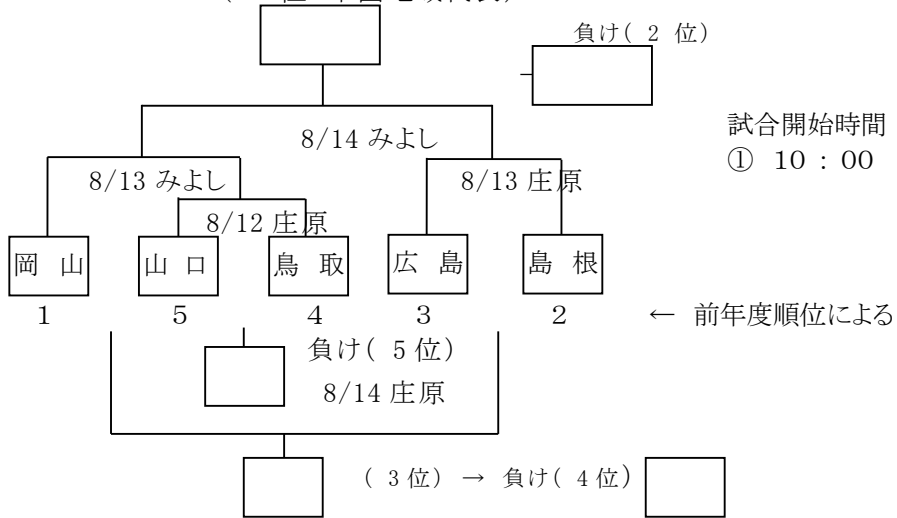 負け( 2 位)
試合開始時間
① 10 : 00
8/14 みよし
8/13 みよし
8/13 庄原
8/12 庄原
岡 山
山 口
鳥 取
広 島
島 根
1 5 4 3 2 ← 前年度順位による
負け( 5 位)
8/14 庄原
( 3 位) → 負け( 4 位)